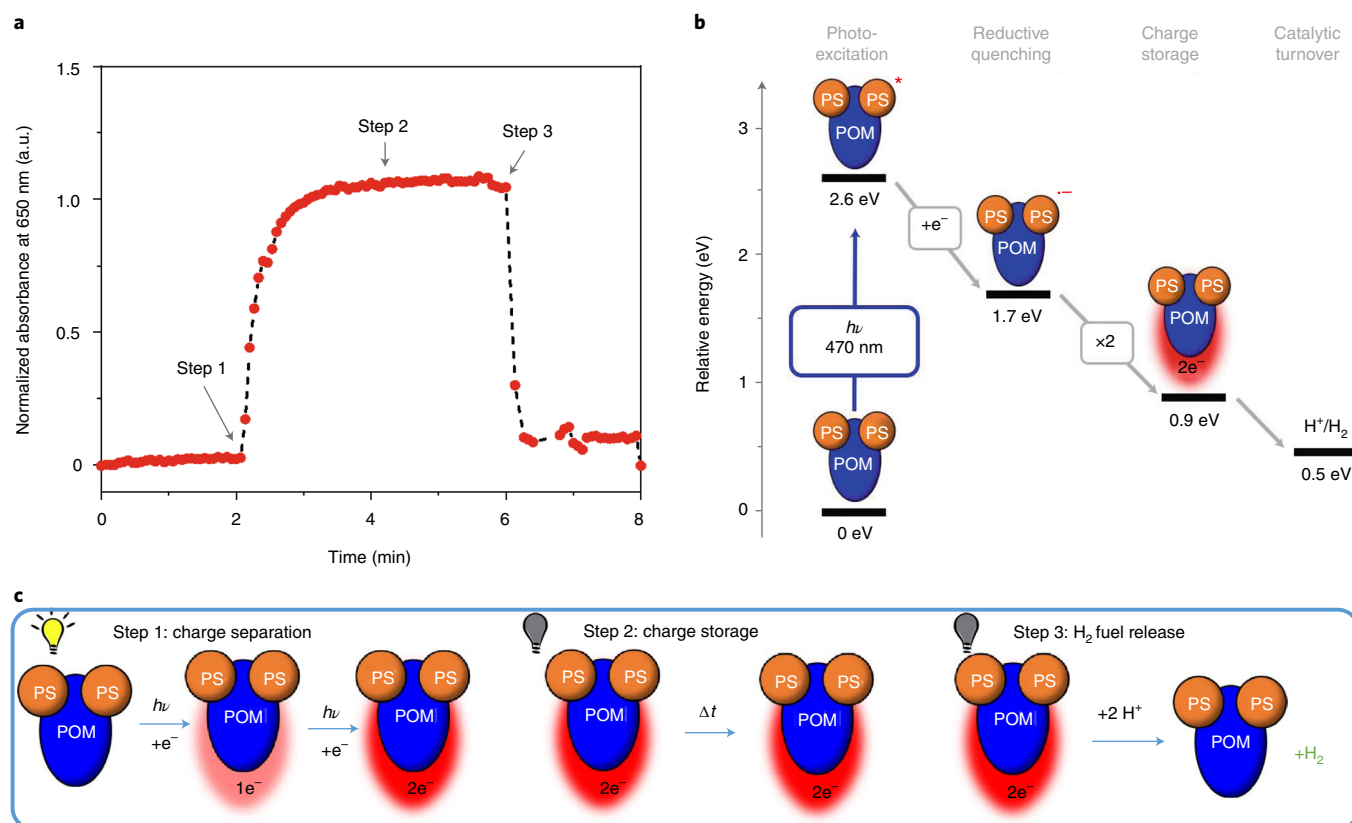 a
1.5
1.0
0.5
0
Normalized absorbance at 650 nm (a.u.)
Step 1
Step 2
Step 3
0 2 4 6 8
Time (min)
b
Photo-
excitation
Reductive
quenching
Charge
storage
Catalytic
turnover
Relative energy (eV)
3
2
1
0
PS PS *
POM
2.6 eV
hν
470 nm
PS PS
POM
0 eV
+e⁻
PS PS ·–
POM
1.7 eV
×2
PS PS
POM
2e⁻
0.9 eV
H⁺/H₂
0.5 eV
c
Step 1: charge separation
PS PS
POM
hν
+e⁻
PS PS
POM
1e⁻
hν
+e⁻
PS PS
POM
2e⁻
Step 2: charge storage
PS PS
POM
2e⁻
Δt
PS PS
POM
2e⁻
Step 3: H₂ fuel release
PS PS
POM
2e⁻
+2 H⁺
PS PS
POM
+H₂